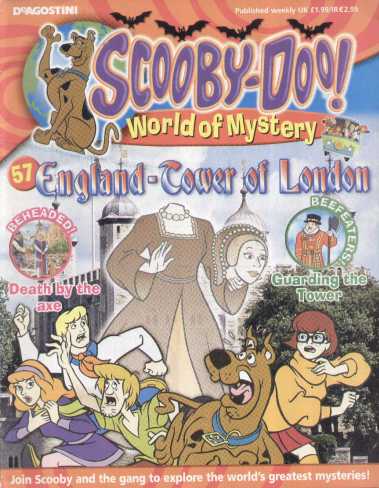 DEAGOSTINI
Published weekly UK £1.99/IR€2.55
SCOOBY-DOO!
World of Mystery
57 England-Tower of London
BEHEADED!
Death by the
axe
BEEFEATERS:
Guarding the
Tower
Join Scooby and the gang to explore the world's greatest mysteries!